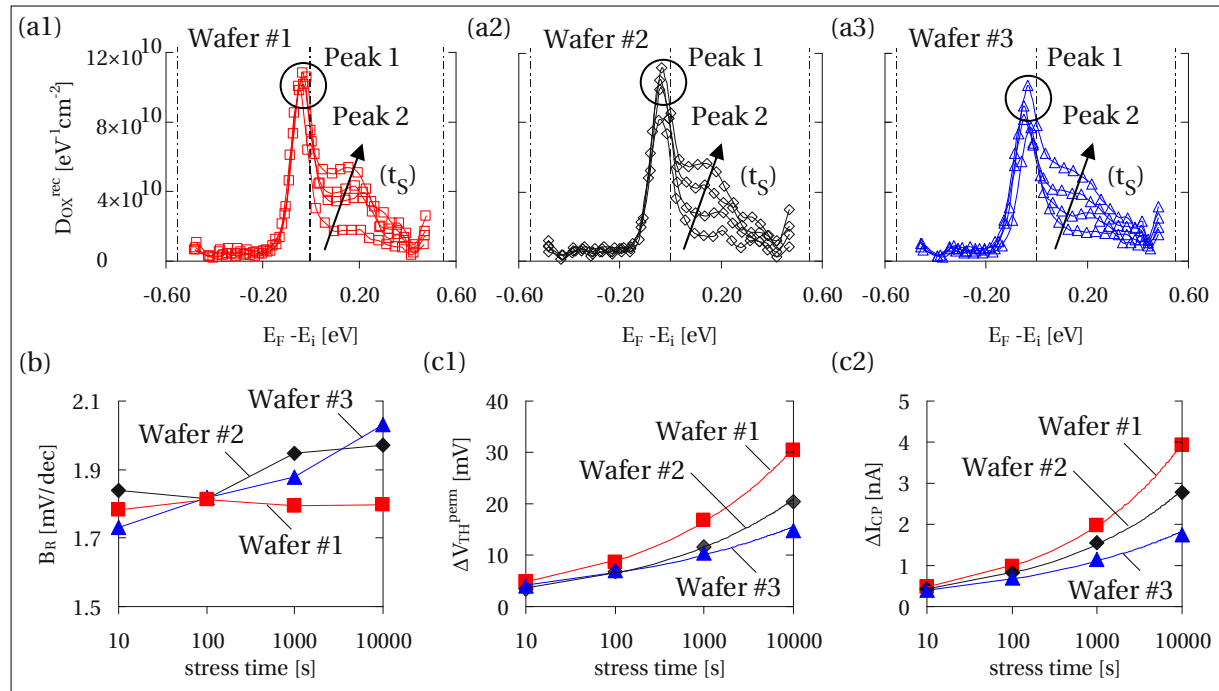 (a1)
(a2)
(a3)
Wafer #1
Wafer #2
Wafer #3
Peak 1
Peak 1
Peak 1
Peak 2
Peak 2
Peak 2
(tS)
(tS)
(tS)
12×10^10
8×10^10
4×10^10
0
DOX^rec [eV^-1cm^-2]
-0.60 -0.20 0.20 0.60
-0.60 -0.20 0.20 0.60
-0.60 -0.20 0.20 0.60
EF -Ei [eV]
EF -Ei [eV]
EF -Ei [eV]
(b)
2.1
1.9
1.7
1.5
BR [mV/dec]
Wafer #3
Wafer #2
Wafer #1
10 100 1000 10000
stress time [s]
(c1)
40
30
20
10
0
ΔVTH^perm [mV]
Wafer #1
Wafer #2
Wafer #3
10 100 1000 10000
stress time [s]
(c2)
5
4
3
2
1
0
ΔICP [nA]
Wafer #1
Wafer #2
Wafer #3
10 100 1000 10000
stress time [s]